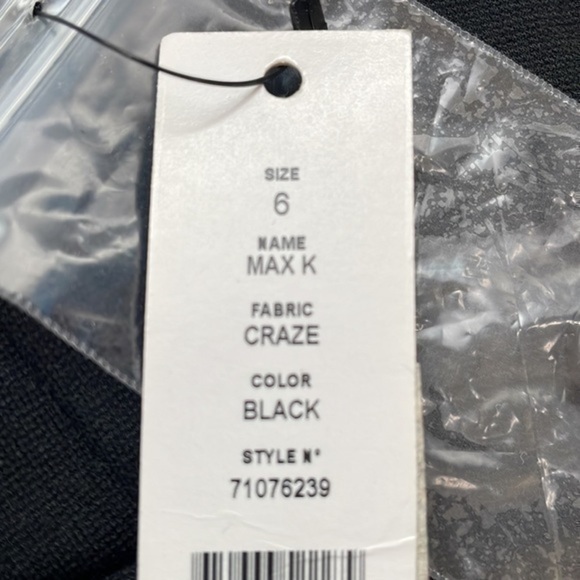 SIZE
6
NAME
MAX K
FABRIC
CRAZE
COLOR
BLACK
STYLE N°
71076239